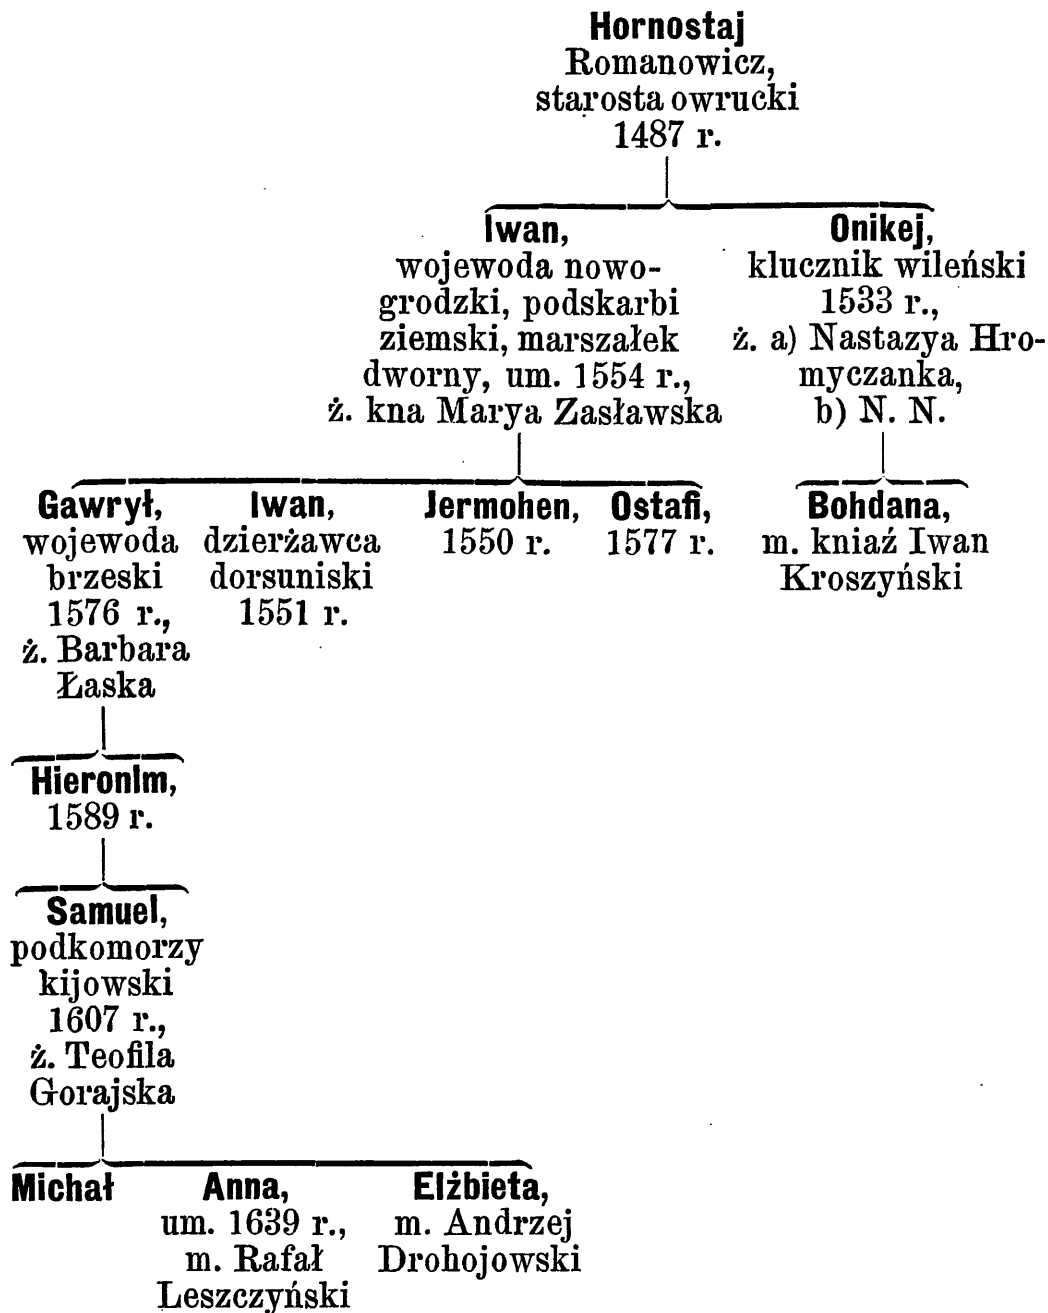 Hornostaj
Romanowicz,
starosta owrucki
1487 r.
Iwan,
wojewoda nowo-
grodzki, podskarbi
ziemski, marszałek
dworny, um. 1554 r.,
ż. kna Marya Zasławska
Onikej,
klucznik wileński
1533 r.,
ż. a) Nastazya Hro-
myczanka,
b) N. N.
Gawrył,
wojewoda
brzeski
1576 r.,
ż. Barbara
Łaska
Iwan,
dzierżawca
dorsuniski
1551 r.
Jermohen,
1550 r.
Ostafi,
1577 r.
Bohdana,
m. kniaź Iwan
Kroszyński
Hieronim,
1589 r.
Samuel,
podkomorzy
kijowski
1607 r.,
ż. Teofila
Gorajska
Michał
Anna,
um. 1639 r.,
m. Rafał
Leszczyński
Elżbieta,
m. Andrzej
Drohojowski